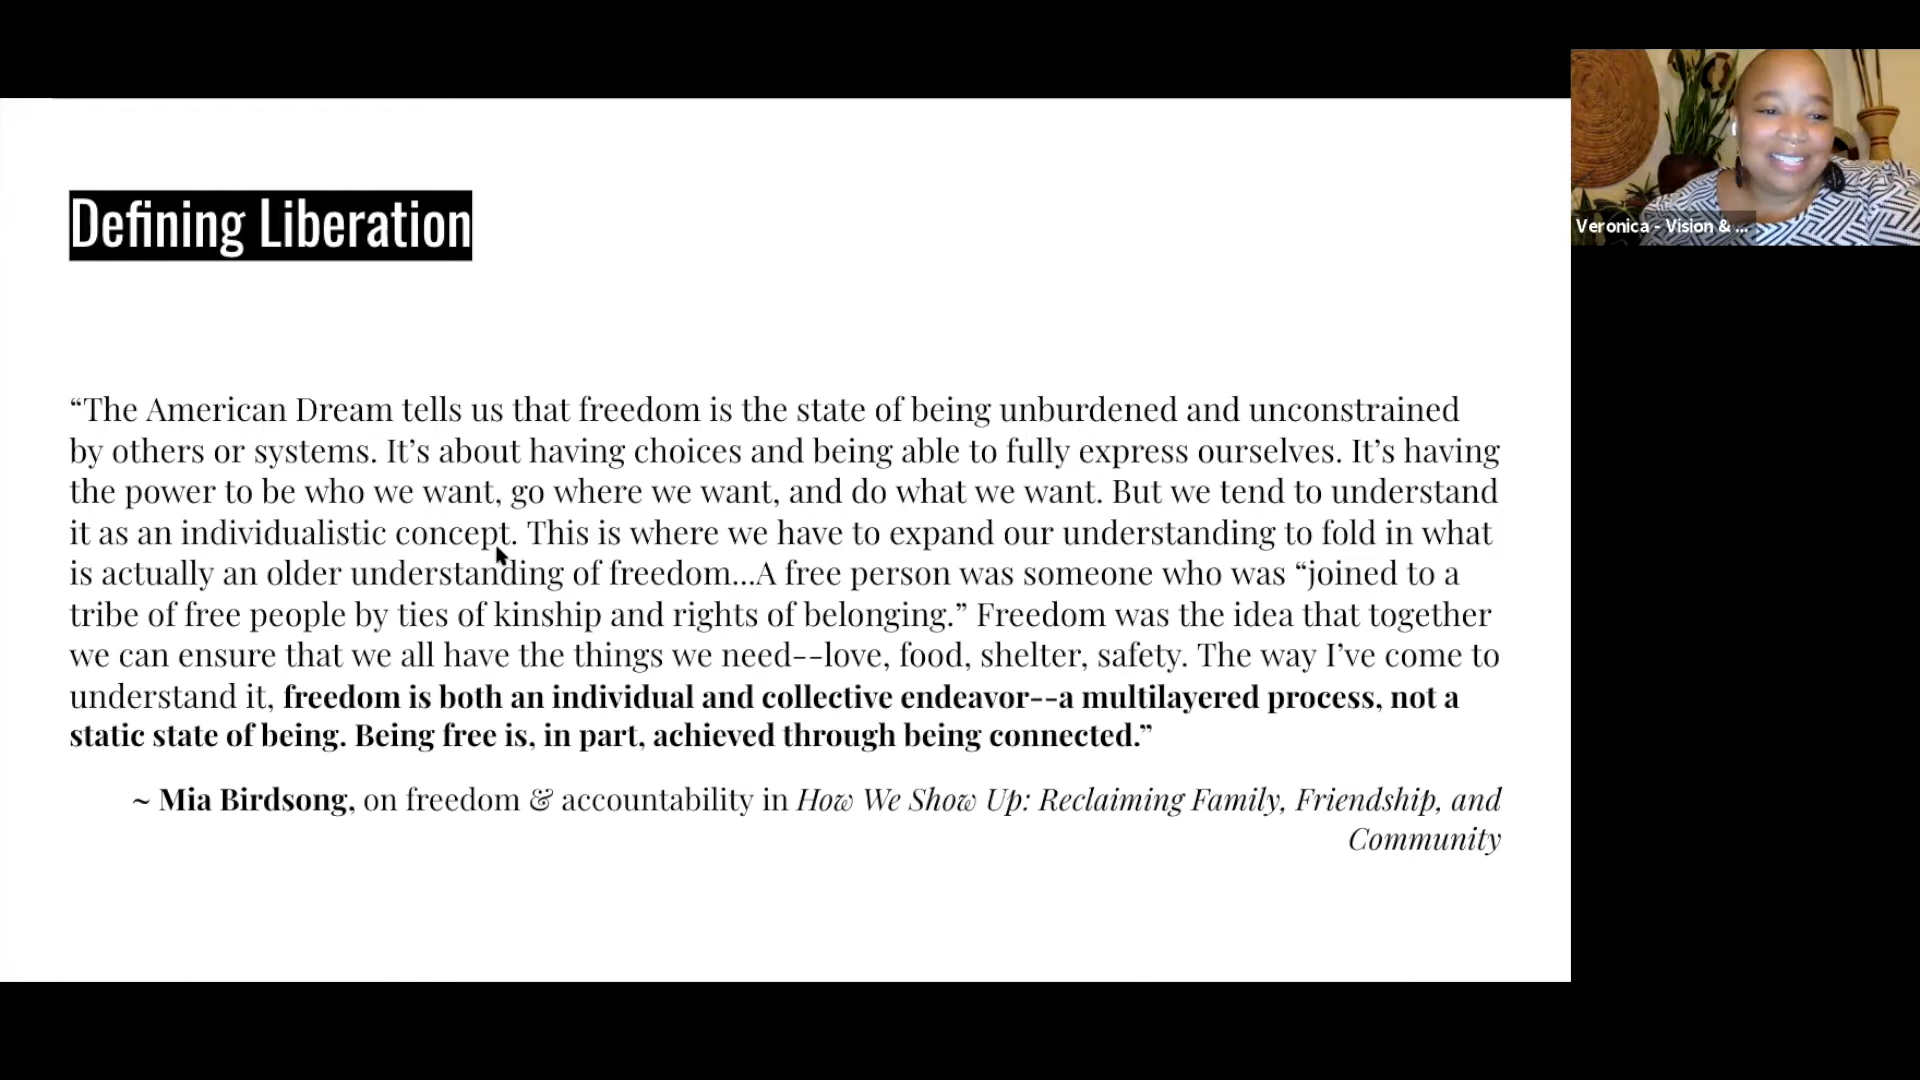 Defining Liberation
“The American Dream tells us that freedom is the state of being unburdened and unconstrained
by others or systems. It’s about having choices and being able to fully express ourselves. It’s having
the power to be who we want, go where we want, and do what we want. But we tend to understand
it as an individualistic concept. This is where we have to expand our understanding to fold in what
is actually an older understanding of freedom...A free person was someone who was “joined to a
tribe of free people by ties of kinship and rights of belonging.” Freedom was the idea that together
we can ensure that we all have the things we need--love, food, shelter, safety. The way I’ve come to
understand it, freedom is both an individual and collective endeavor--a multilayered process, not a
static state of being. Being free is, in part, achieved through being connected.”
~ Mia Birdsong, on freedom & accountability in How We Show Up: Reclaiming Family, Friendship, and
Community
Veronica - Vision & ...